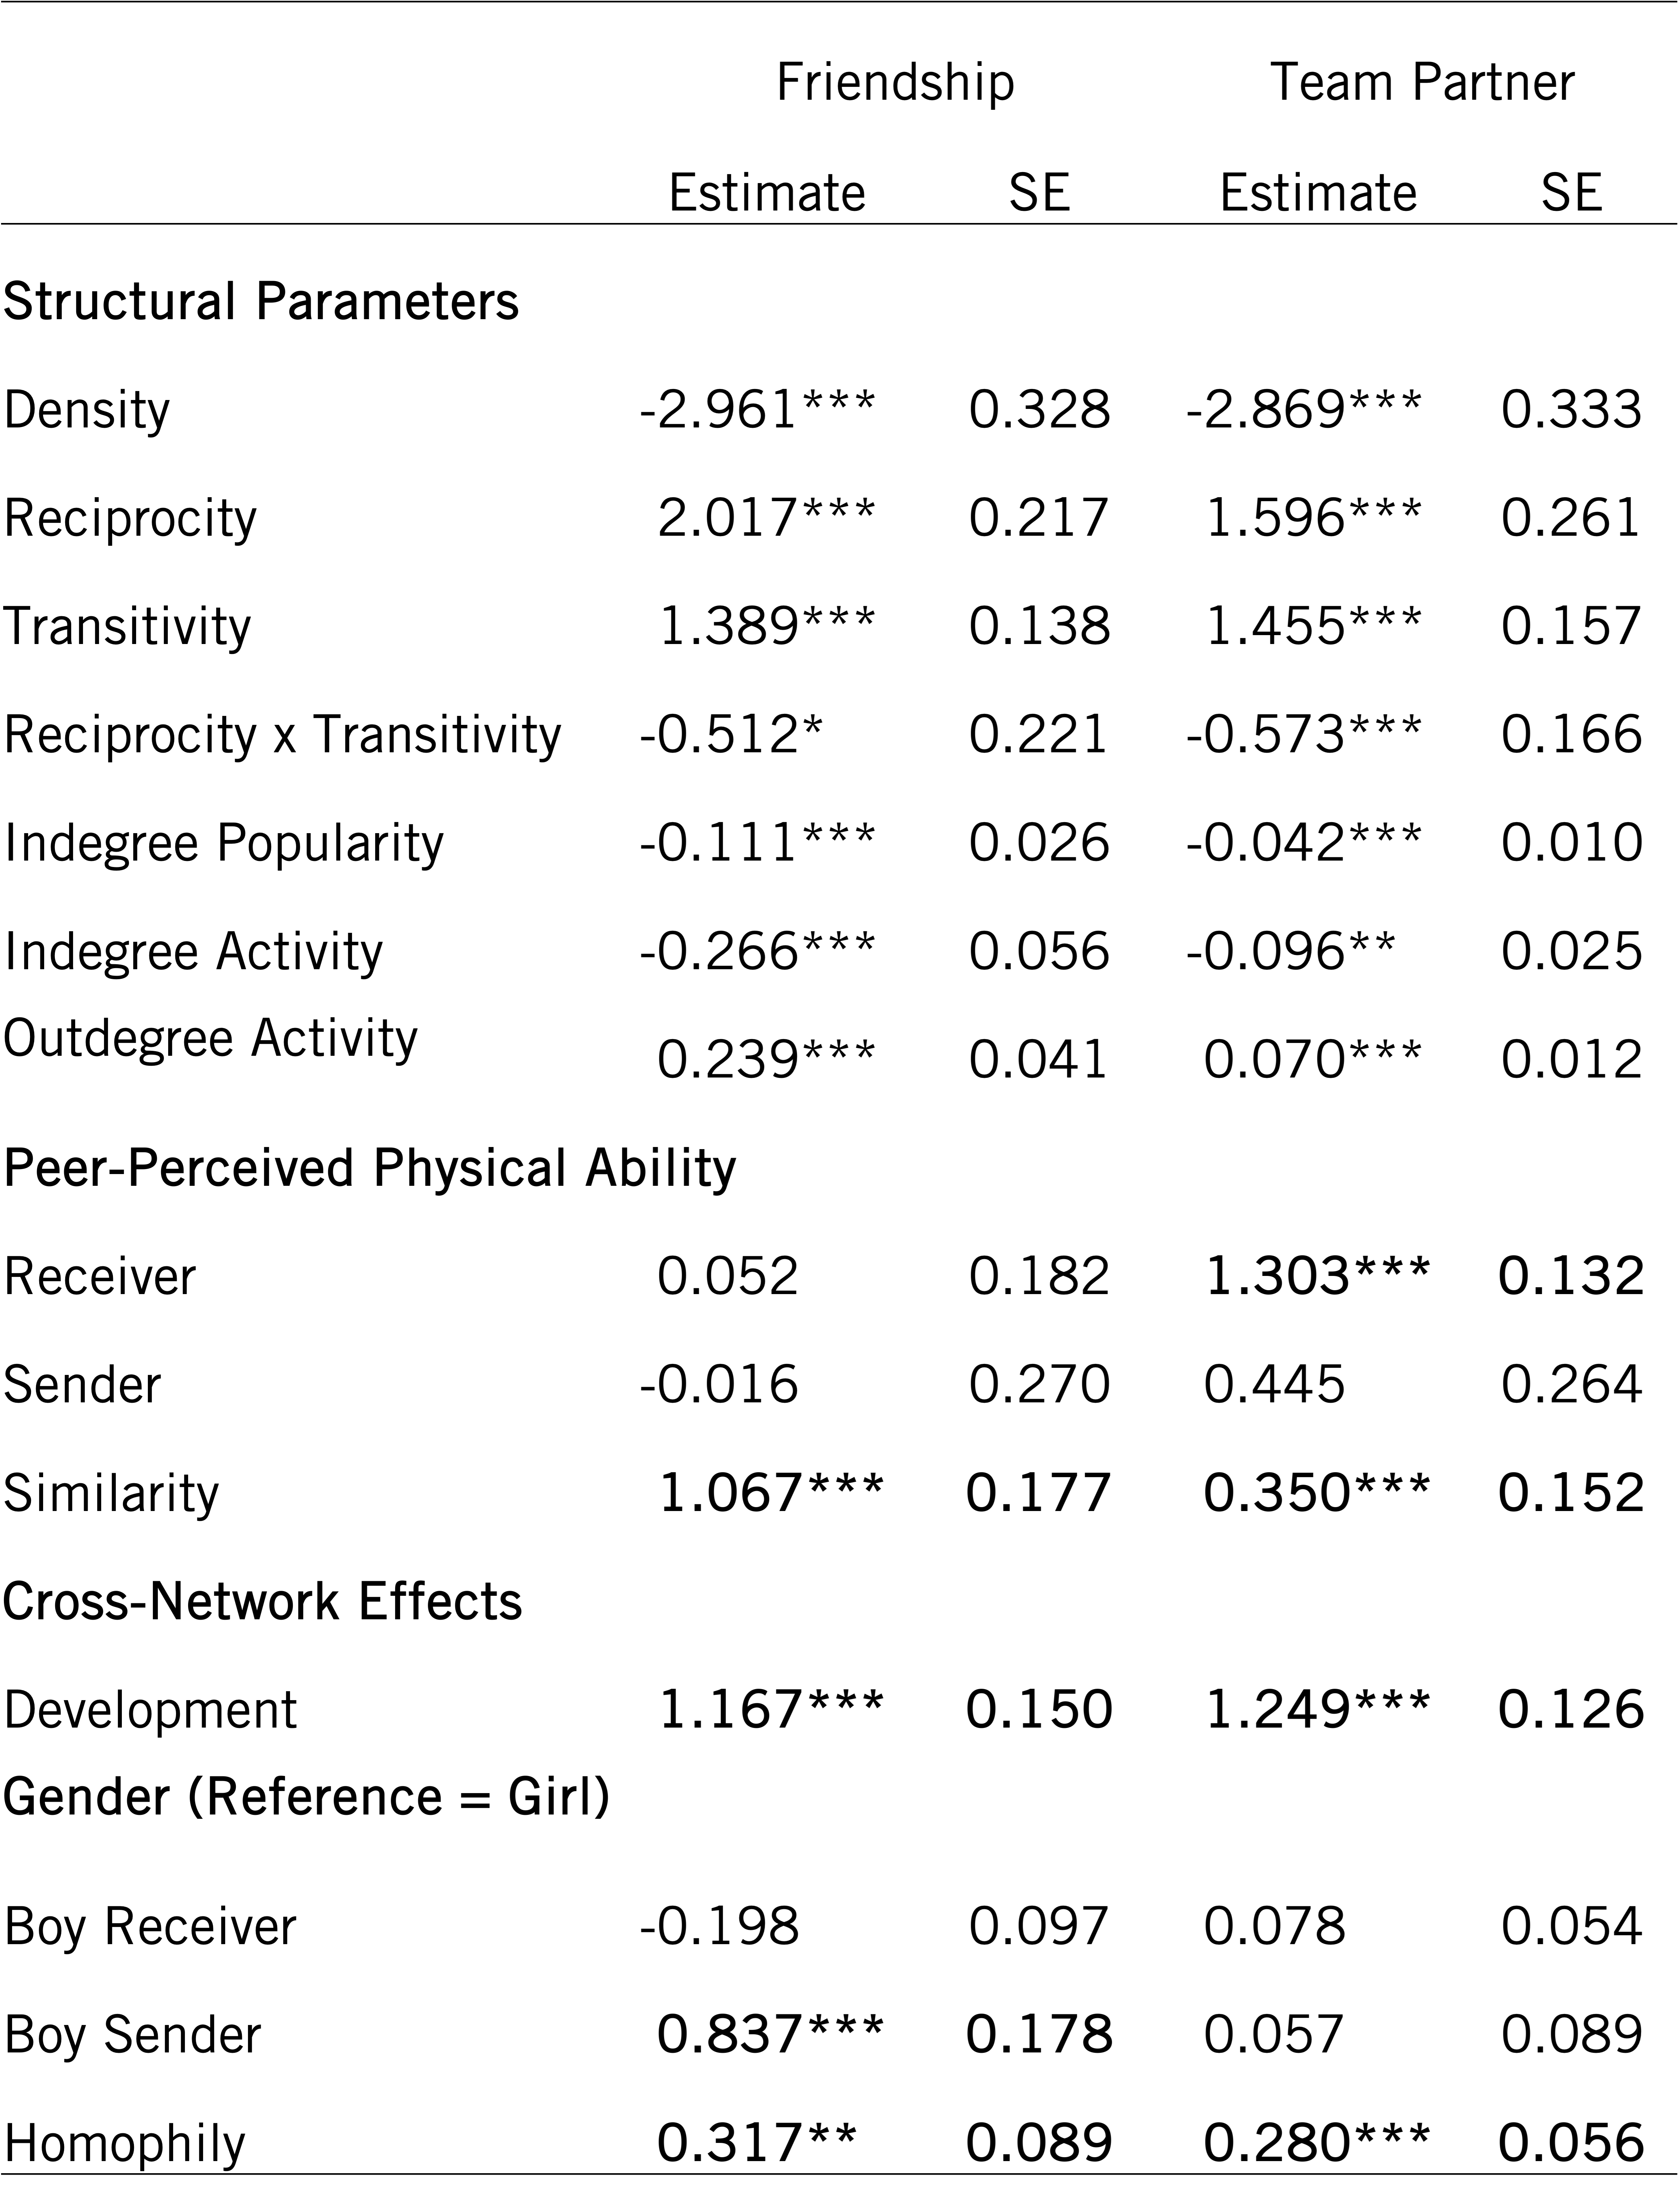 Friendship Team Partner
Estimate SE Estimate SE
Structural Parameters
Density -2.961*** 0.328 -2.869*** 0.333
Reciprocity 2.017*** 0.217 1.596*** 0.261
Transitivity 1.389*** 0.138 1.455*** 0.157
Reciprocity x Transitivity -0.512* 0.221 -0.573*** 0.166
Indegree Popularity -0.111*** 0.026 -0.042*** 0.010
Indegree Activity -0.266*** 0.056 -0.096** 0.025
Outdegree Activity 0.239*** 0.041 0.070*** 0.012
Peer-Perceived Physical Ability
Receiver 0.052 0.182 1.303*** 0.132
Sender -0.016 0.270 0.445 0.264
Similarity 1.067*** 0.177 0.350*** 0.152
Cross-Network Effects
Development 1.167*** 0.150 1.249*** 0.126
Gender (Reference = Girl)
Boy Receiver -0.198 0.097 0.078 0.054
Boy Sender 0.837*** 0.178 0.057 0.089
Homophily 0.317** 0.089 0.280*** 0.056